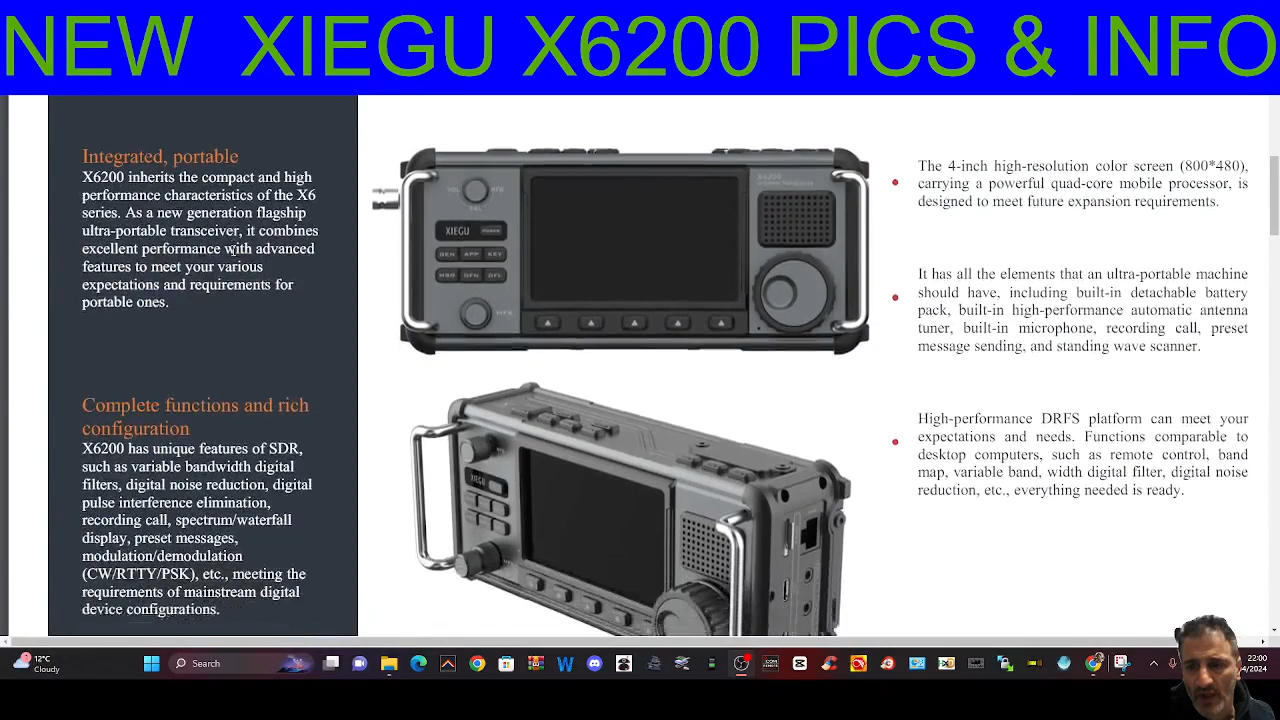 NEW XIEGU X6200 PICS & INFO
Integrated, portable
X6200 inherits the compact and high
performance characteristics of the X6
series. As a new generation flagship
ultra-portable transceiver, it combines
excellent performance with advanced
features to meet your various
expectations and requirements for
portable ones.
Complete functions and rich
configuration
X6200 has unique features of SDR,
such as variable bandwidth digital
filters, digital noise reduction, digital
pulse interference elimination,
recording call, spectrum/waterfall
display, preset messages,
modulation/demodulation
(CW/RTTY/PSK), etc., meeting the
requirements of mainstream digital
device configurations.
VOL
X6200
XIEGU
GEN APP KEY
XIEGU
The 4-inch high-resolution color screen (800*480),
carrying a powerful quad-core mobile processor, is
designed to meet future expansion requirements.
It has all the elements that an ultra-portable machine
should have, including built-in detachable battery
pack, built-in high-performance automatic antenna
tuner, built-in microphone, recording call, preset
message sending, and standing wave scanner.
High-performance DRFS platform can meet your
expectations and needs. Functions comparable to
desktop computers, such as remote control, band
map, variable band, width digital filter, digital noise
reduction, etc., everything needed is ready.
12°C
Cloudy
Search
22:00
/2024